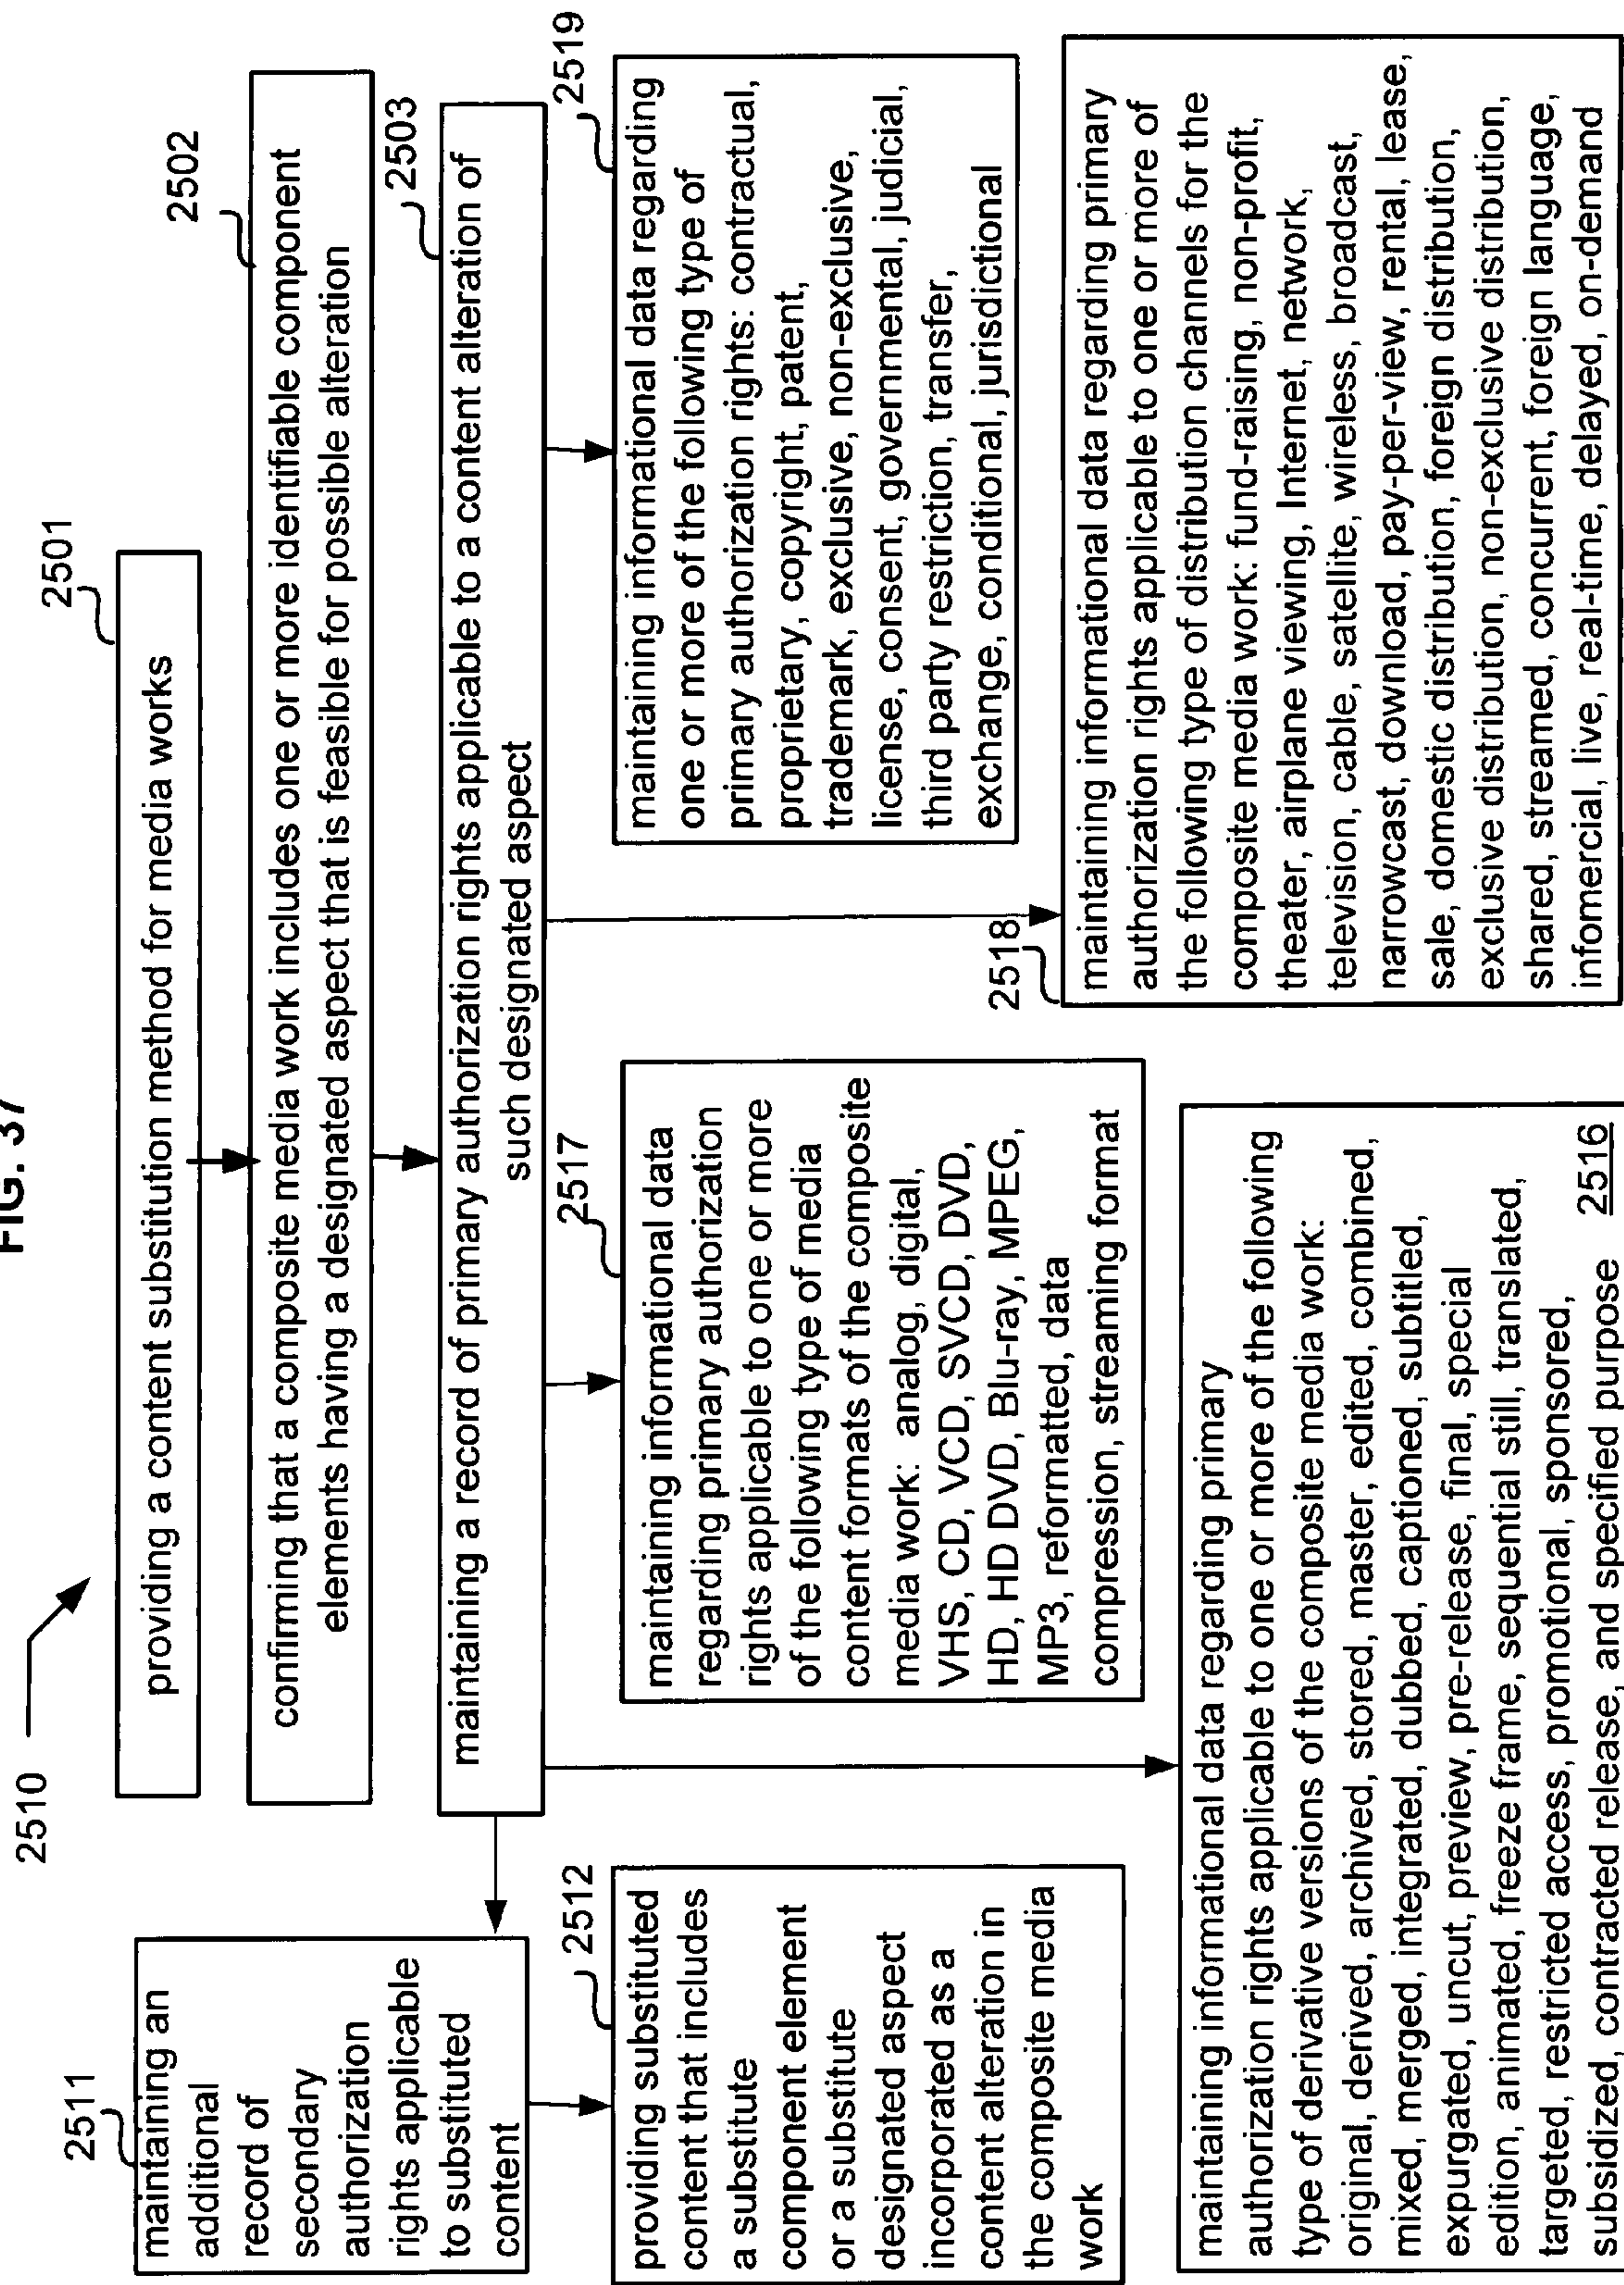 FIG. 37
2510
2501
providing a content substitution method for media works
2502
confirming that a composite media work includes one or more identifiable component
elements having a designated aspect that is feasible for possible alteration
2503
maintaining a record of primary authorization rights applicable to a content alteration of
such designated aspect
2511
maintaining an
additional
record of
secondary
authorization
rights applicable
to substituted
content
2512
providing substituted
content that includes
a substitute
component element
or a substitute
designated aspect
incorporated as a
content alteration in
the composite media
work
2517
maintaining informational data
regarding primary authorization
rights applicable to one or more
of the following type of media
content formats of the composite
media work: analog, digital,
VHS, CD, VCD, SVCD, DVD,
HD, HD DVD, Blu-ray, MPEG,
MP3, reformatted, data
compression, streaming format
2519
maintaining informational data regarding
one or more of the following type of
primary authorization rights: contractual,
proprietary, copyright, patent,
trademark, exclusive, non-exclusive,
license, consent, governmental, judicial,
third party restriction, transfer,
exchange, conditional, jurisdictional
maintaining informational data regarding primary
authorization rights applicable to one or more of the following
type of derivative versions of the composite media work:
original, derived, archived, stored, master, edited, combined,
mixed, merged, integrated, dubbed, captioned, subtitled,
expurgated, uncut, preview, pre-release, final, special
edition, animated, freeze frame, sequential still, translated,
targeted, restricted access, promotional, sponsored,
subsidized, contracted release, and specified purpose 2516
2518
maintaining informational data regarding primary
authorization rights applicable to one or more of
the following type of distribution channels for the
composite media work: fund-raising, non-profit,
theater, airplane viewing, Internet, network,
television, cable, satellite, wireless, broadcast,
narrowcast, download, pay-per-view, rental, lease,
sale, domestic distribution, foreign distribution,
exclusive distribution, non-exclusive distribution,
shared, streamed, concurrent, foreign language,
infomercial, live, real-time, delayed, on-demand